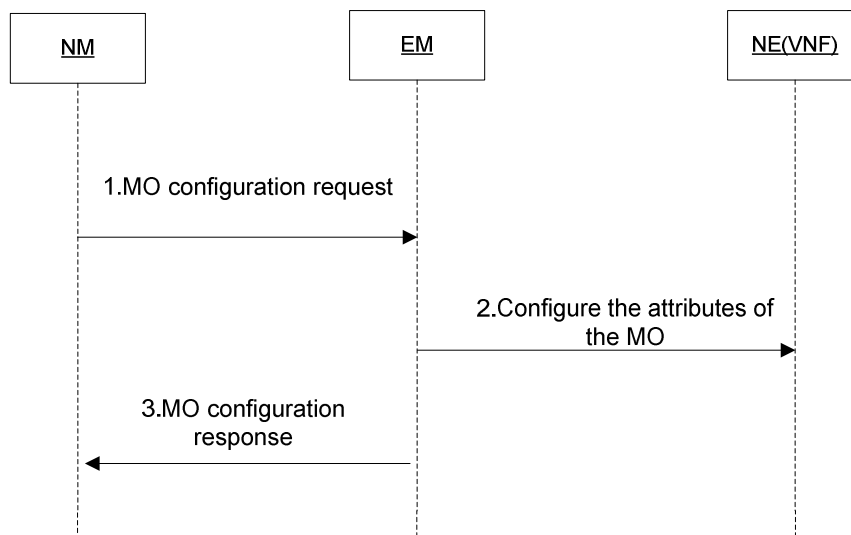 NM
EM
NE(VNF)
1.MO configuration request
2.Configure the attributes of
the MO
3.MO configuration
response